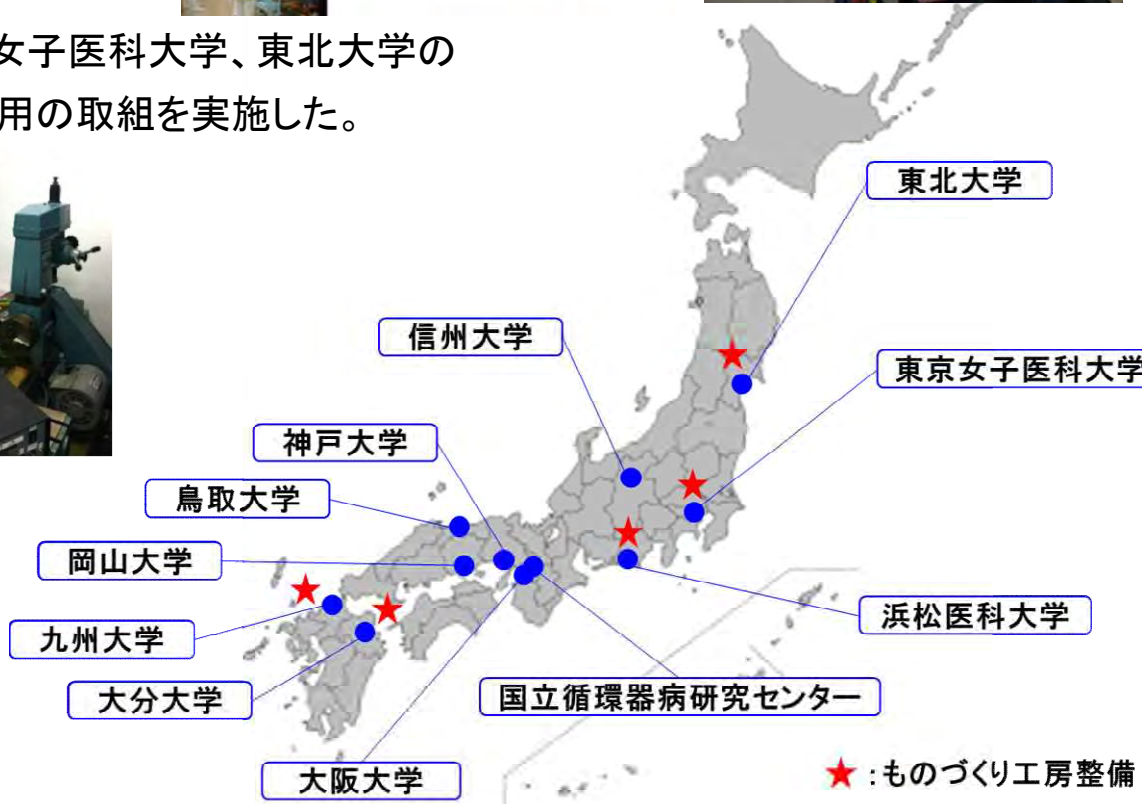 女子医科大学、東北大学の
用の取組を実施した。
東北大学
信州大学
東京女子医科大学
神戸大学
鳥取大学
岡山大学
九州大学
浜松医科大学
大分大学
国立循環器病研究センター
大阪大学
★:ものづくり工房整備